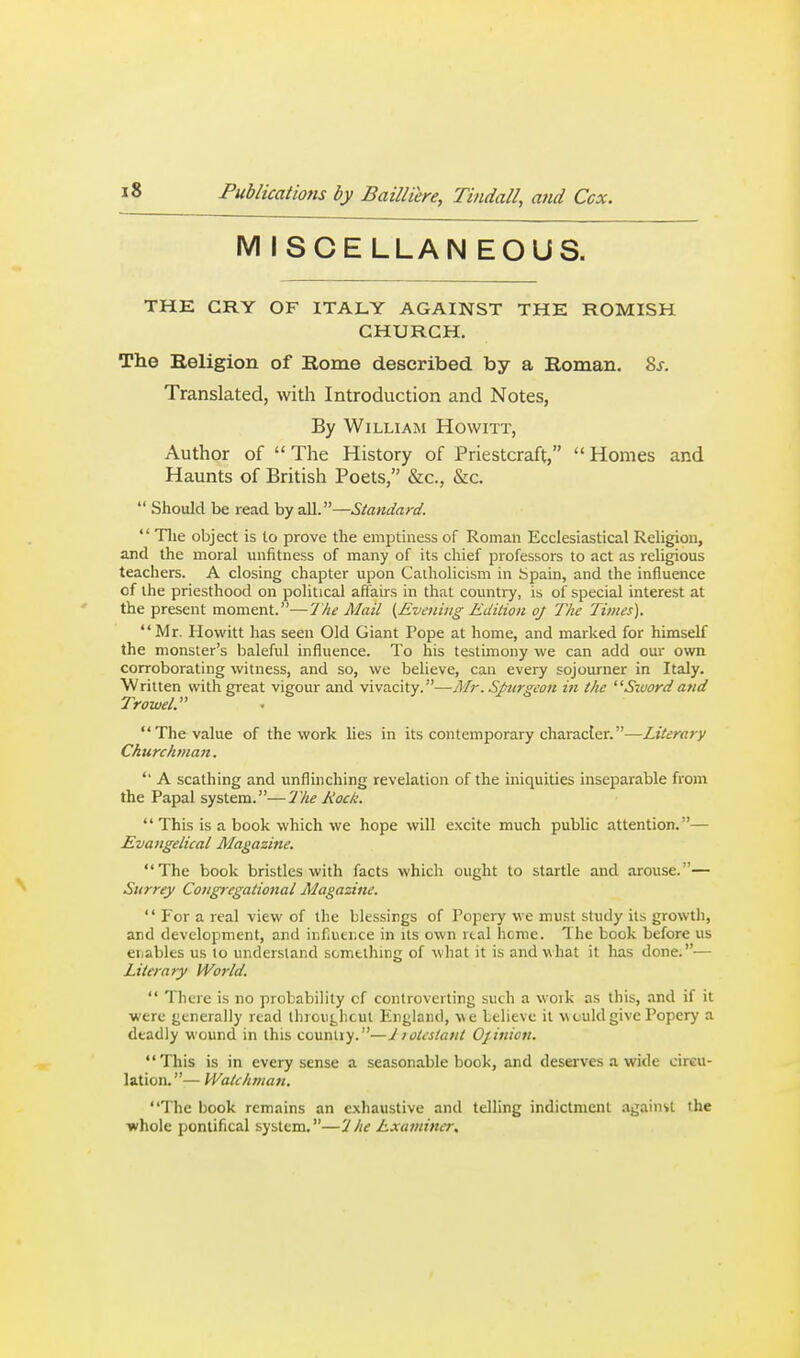 18 Publications by Baillière, Tindall, and Cox.
MISCELLANEOUS.
THE CRY OF ITALY AGAINST THE ROMISH
CHURCH.
The Religion of Rome described by a Roman. 8s.
Translated, with Introduction and Notes,
By William Howitt,
Author of “The History of Priestcraft,” “Homes and
Haunts of British Poets,” &c., &c.
“Should be read by all.”—Standard.
“The object is to prove the emptiness of Roman Ecclesiastical Religion,
and the moral unfitness of many of its chief professors to act as religious
teachers. A closing chapter upon Catholicism in Spain, and the influence
of the priesthood on political affairs in that country, is of special interest at
the present moment.”—The Mail (Evening Edition of The Times).
“Mr. Howitt has seen Old Giant Pope at home, and marked for himself
the monster's baleful influence. To his testimony we can add our own
corroborating witness, and so, we believe, can every sojourner in Italy.
Written with great vigour and vivacity.”—Mr. Spurgeon in the “Sword and
Trowel.”
“The value of the work lies in its contemporary character.”—Literary
Churchman.
“A scathing and unflinching revelation of the iniquities inseparable from
the Papal system.”—The Rock.
“This is a book which we hope will excite much public attention.”—
Evangelical Magazine.
“The book bristles with facts which ought to startle and arouse.”—
Surrey Congregational Magazine.
“For a real view of the blessings of Popery we must study its growth,
and development, and influence in its own real home. The book before us
enables us to understand something of what it is and what it has done.”—
Literary World.
“There is no probability of controverting such a work as this, and if it
were generally read throughout England, we believe it would give Popery a
deadly wound in this country.”—Protestant Opinion.
“This is in every sense a seasonable book, and deserves a wide circu-
lation.”—Watchman.
“The book remains an exhaustive and telling indictment against the
whole pontifical system.”—The Examiner.